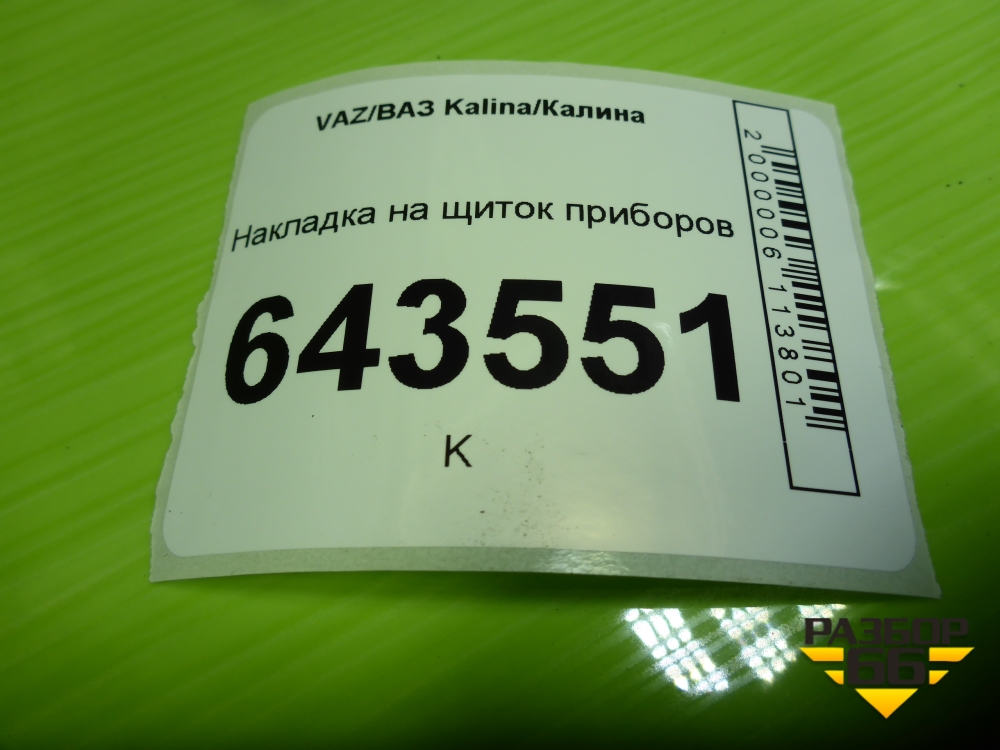 VAZ/ВАЗ Kalina/Калина
Накладка на щиток приборов
643551
К
2000006113801
РАЗБОР
66